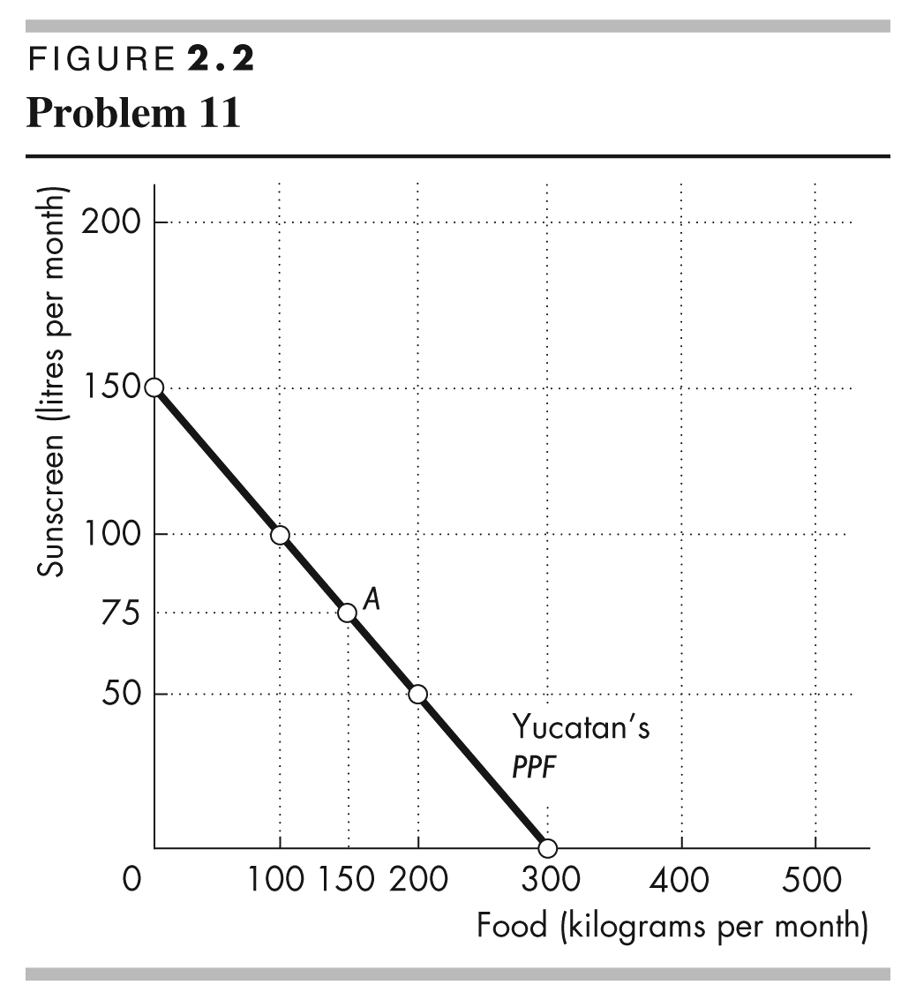 FIGURE 2.2
Problem 11
Sunscreen (litres per month)
200
150
100
75
50
A
Yucatan's
PPF
0 100 150 200 300 400 500
Food (kilograms per month)